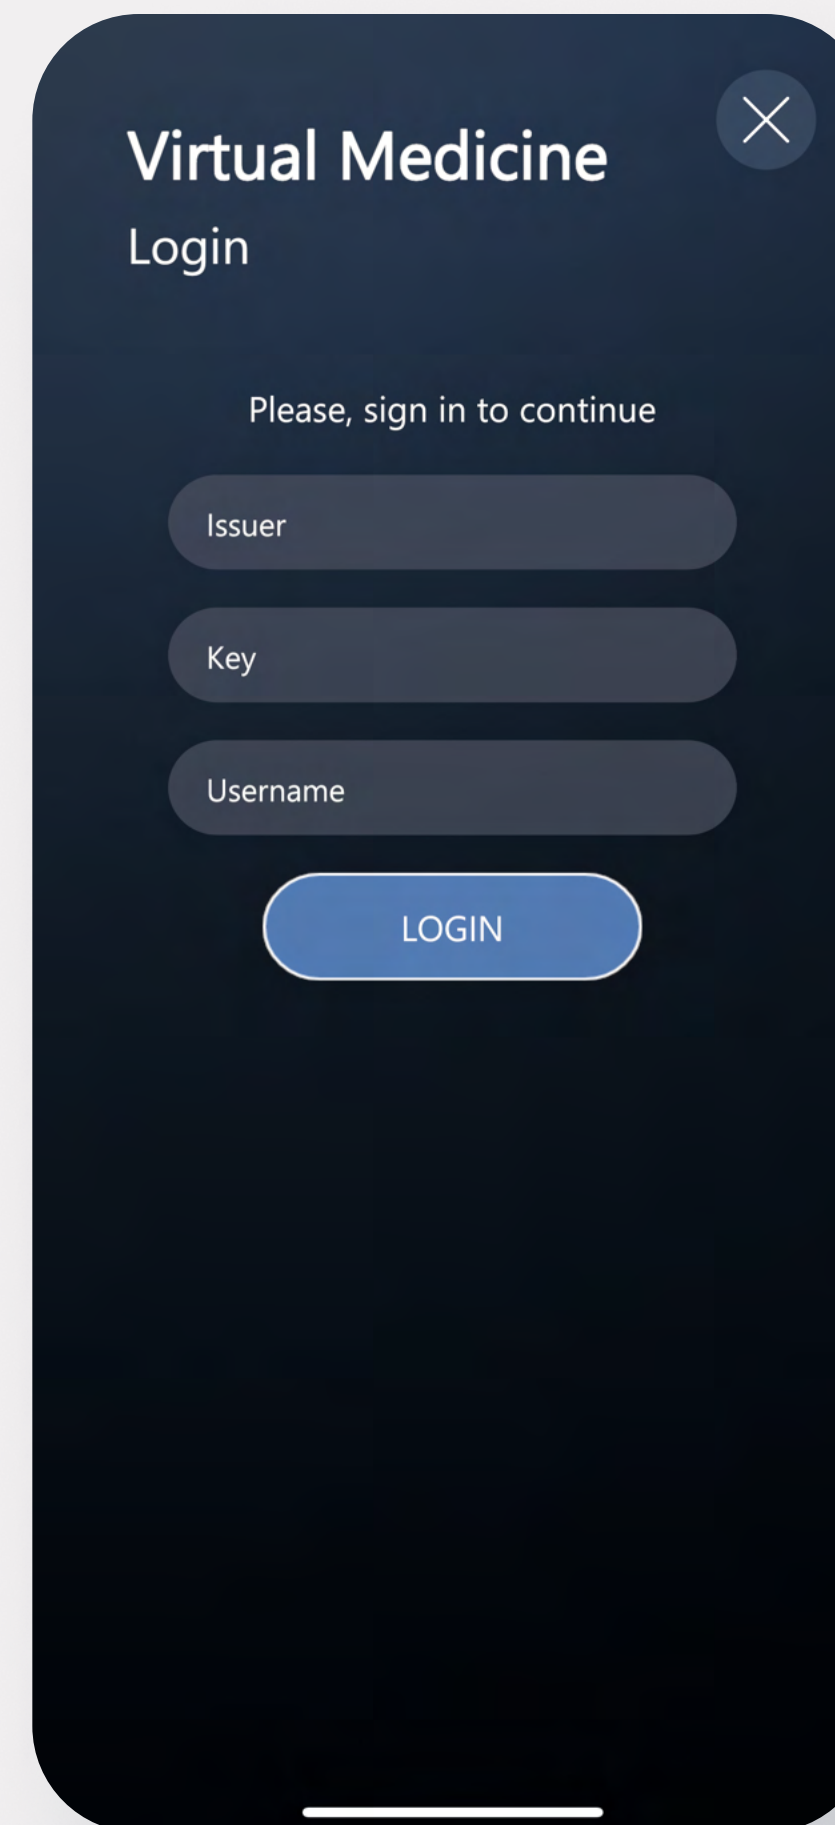 Virtual Medicine
Login
Please, sign in to continue
Issuer
Key
Username
LOGIN